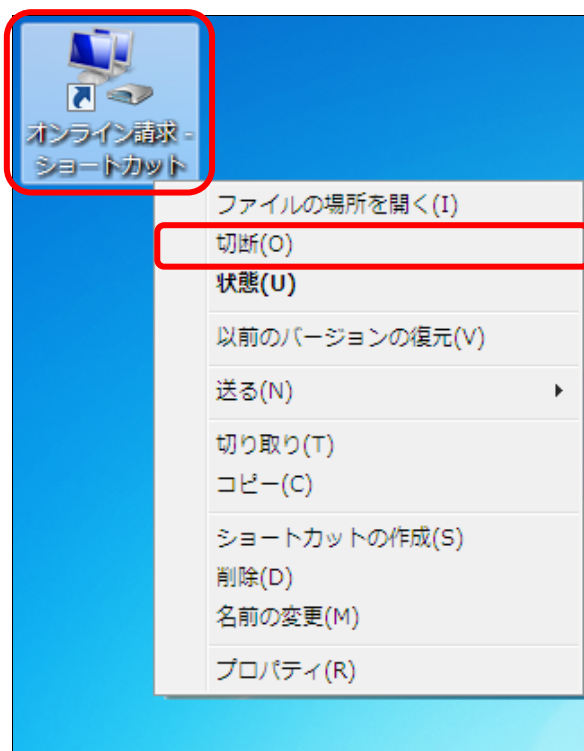 オンライン請求 -
ショートカット
ファイルの場所を開く(I)
切断(O)
状態(U)
以前のバージョンの復元(V)
送る(N)
切り取り(T)
コピー(C)
ショートカットの作成(S)
削除(D)
名前の変更(M)
プロパティ(R)